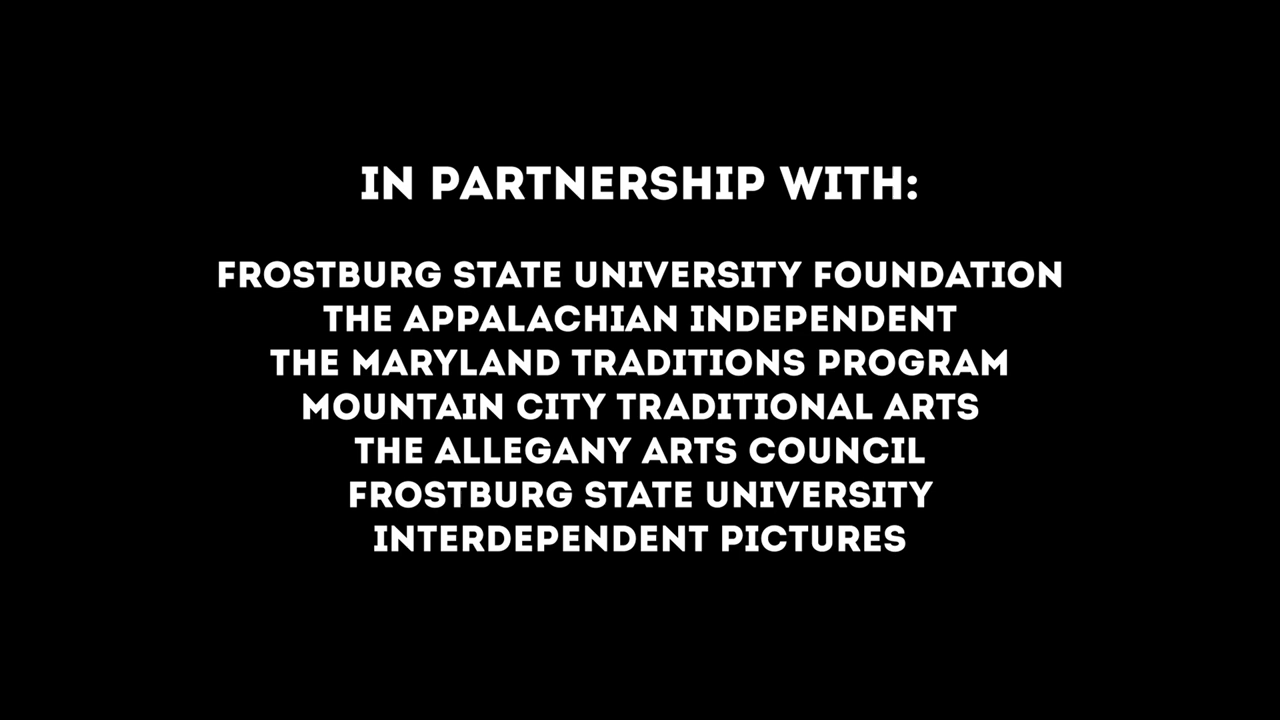 IN PARTNERSHIP WITH:
FROSTBURG STATE UNIVERSITY FOUNDATION
THE APPALACHIAN INDEPENDENT
THE MARYLAND TRADITIONS PROGRAM
MOUNTAIN CITY TRADITIONAL ARTS
THE ALLEGANY ARTS COUNCIL
FROSTBURG STATE UNIVERSITY
INTERDEPENDENT PICTURES